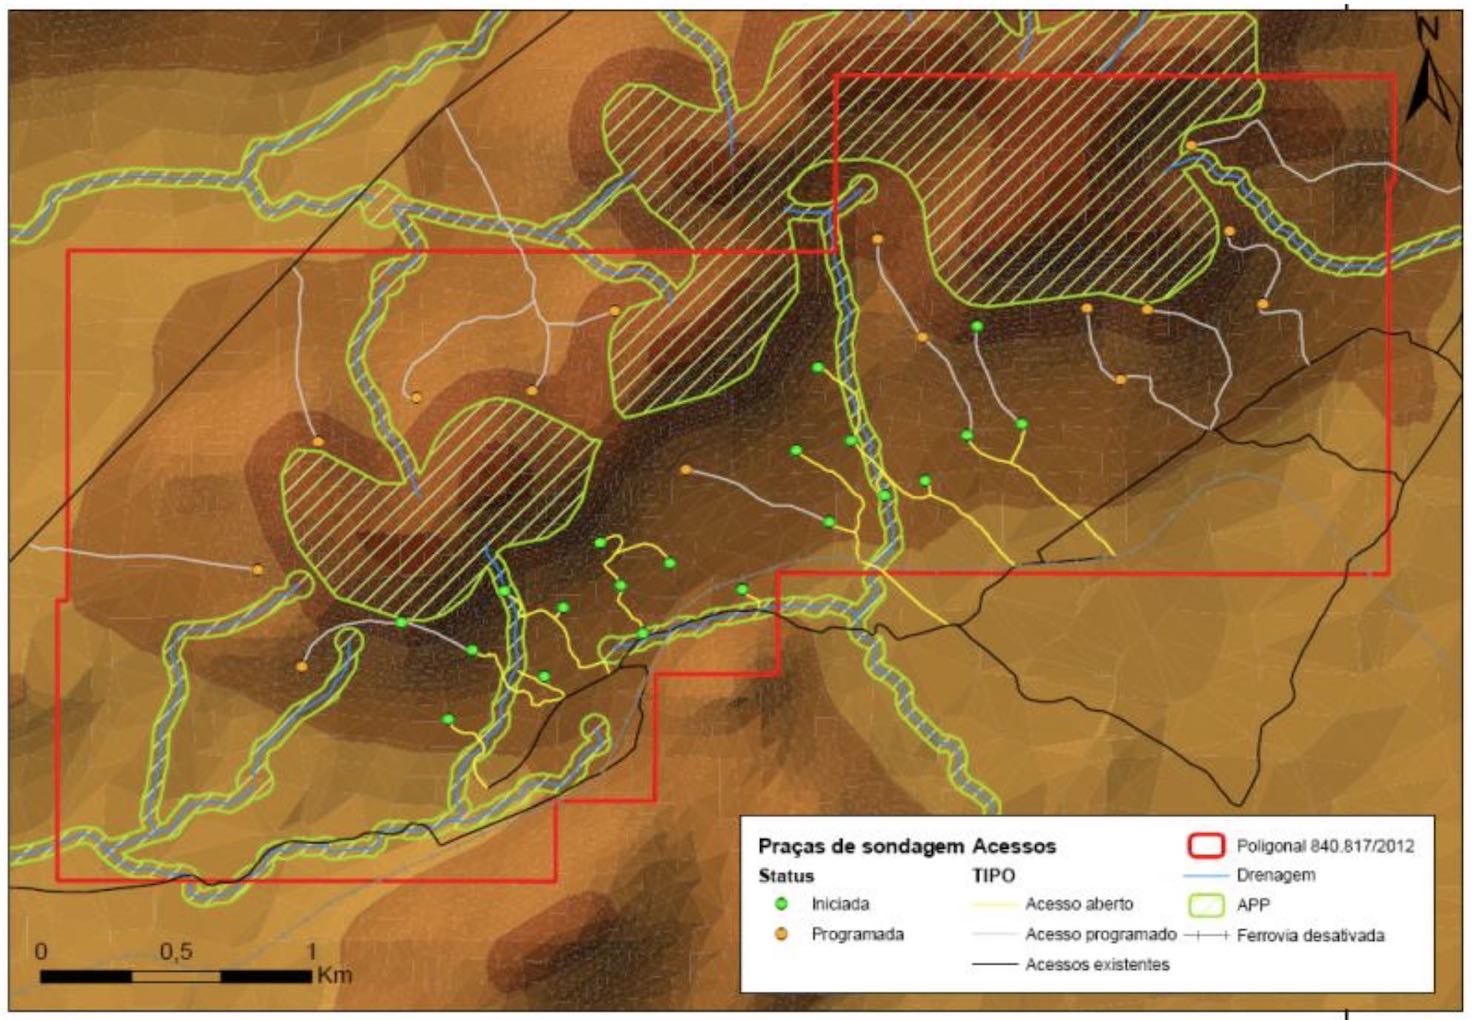 N
Praças de sondagem Acessos
Status
TIPO
Iniciada
Programada
Acesso aberto
Acesso programado
Acessos existentes
Poligonal 840.817/2012
Drenagem
APP
Ferrovia desativada
0 0,5 1
Km